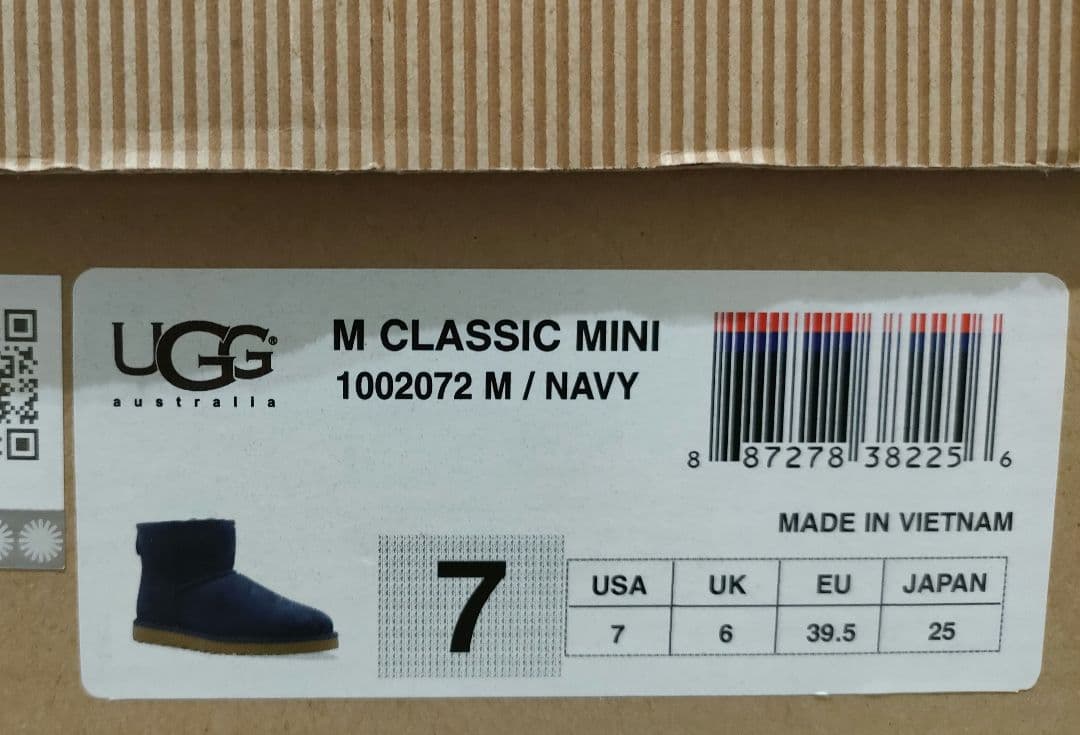 UGG®
australia
M CLASSIC MINI
1002072 M / NAVY
8 87278 38225 6
MADE IN VIETNAM
7
USA UK EU JAPAN
7 6 39.5 25